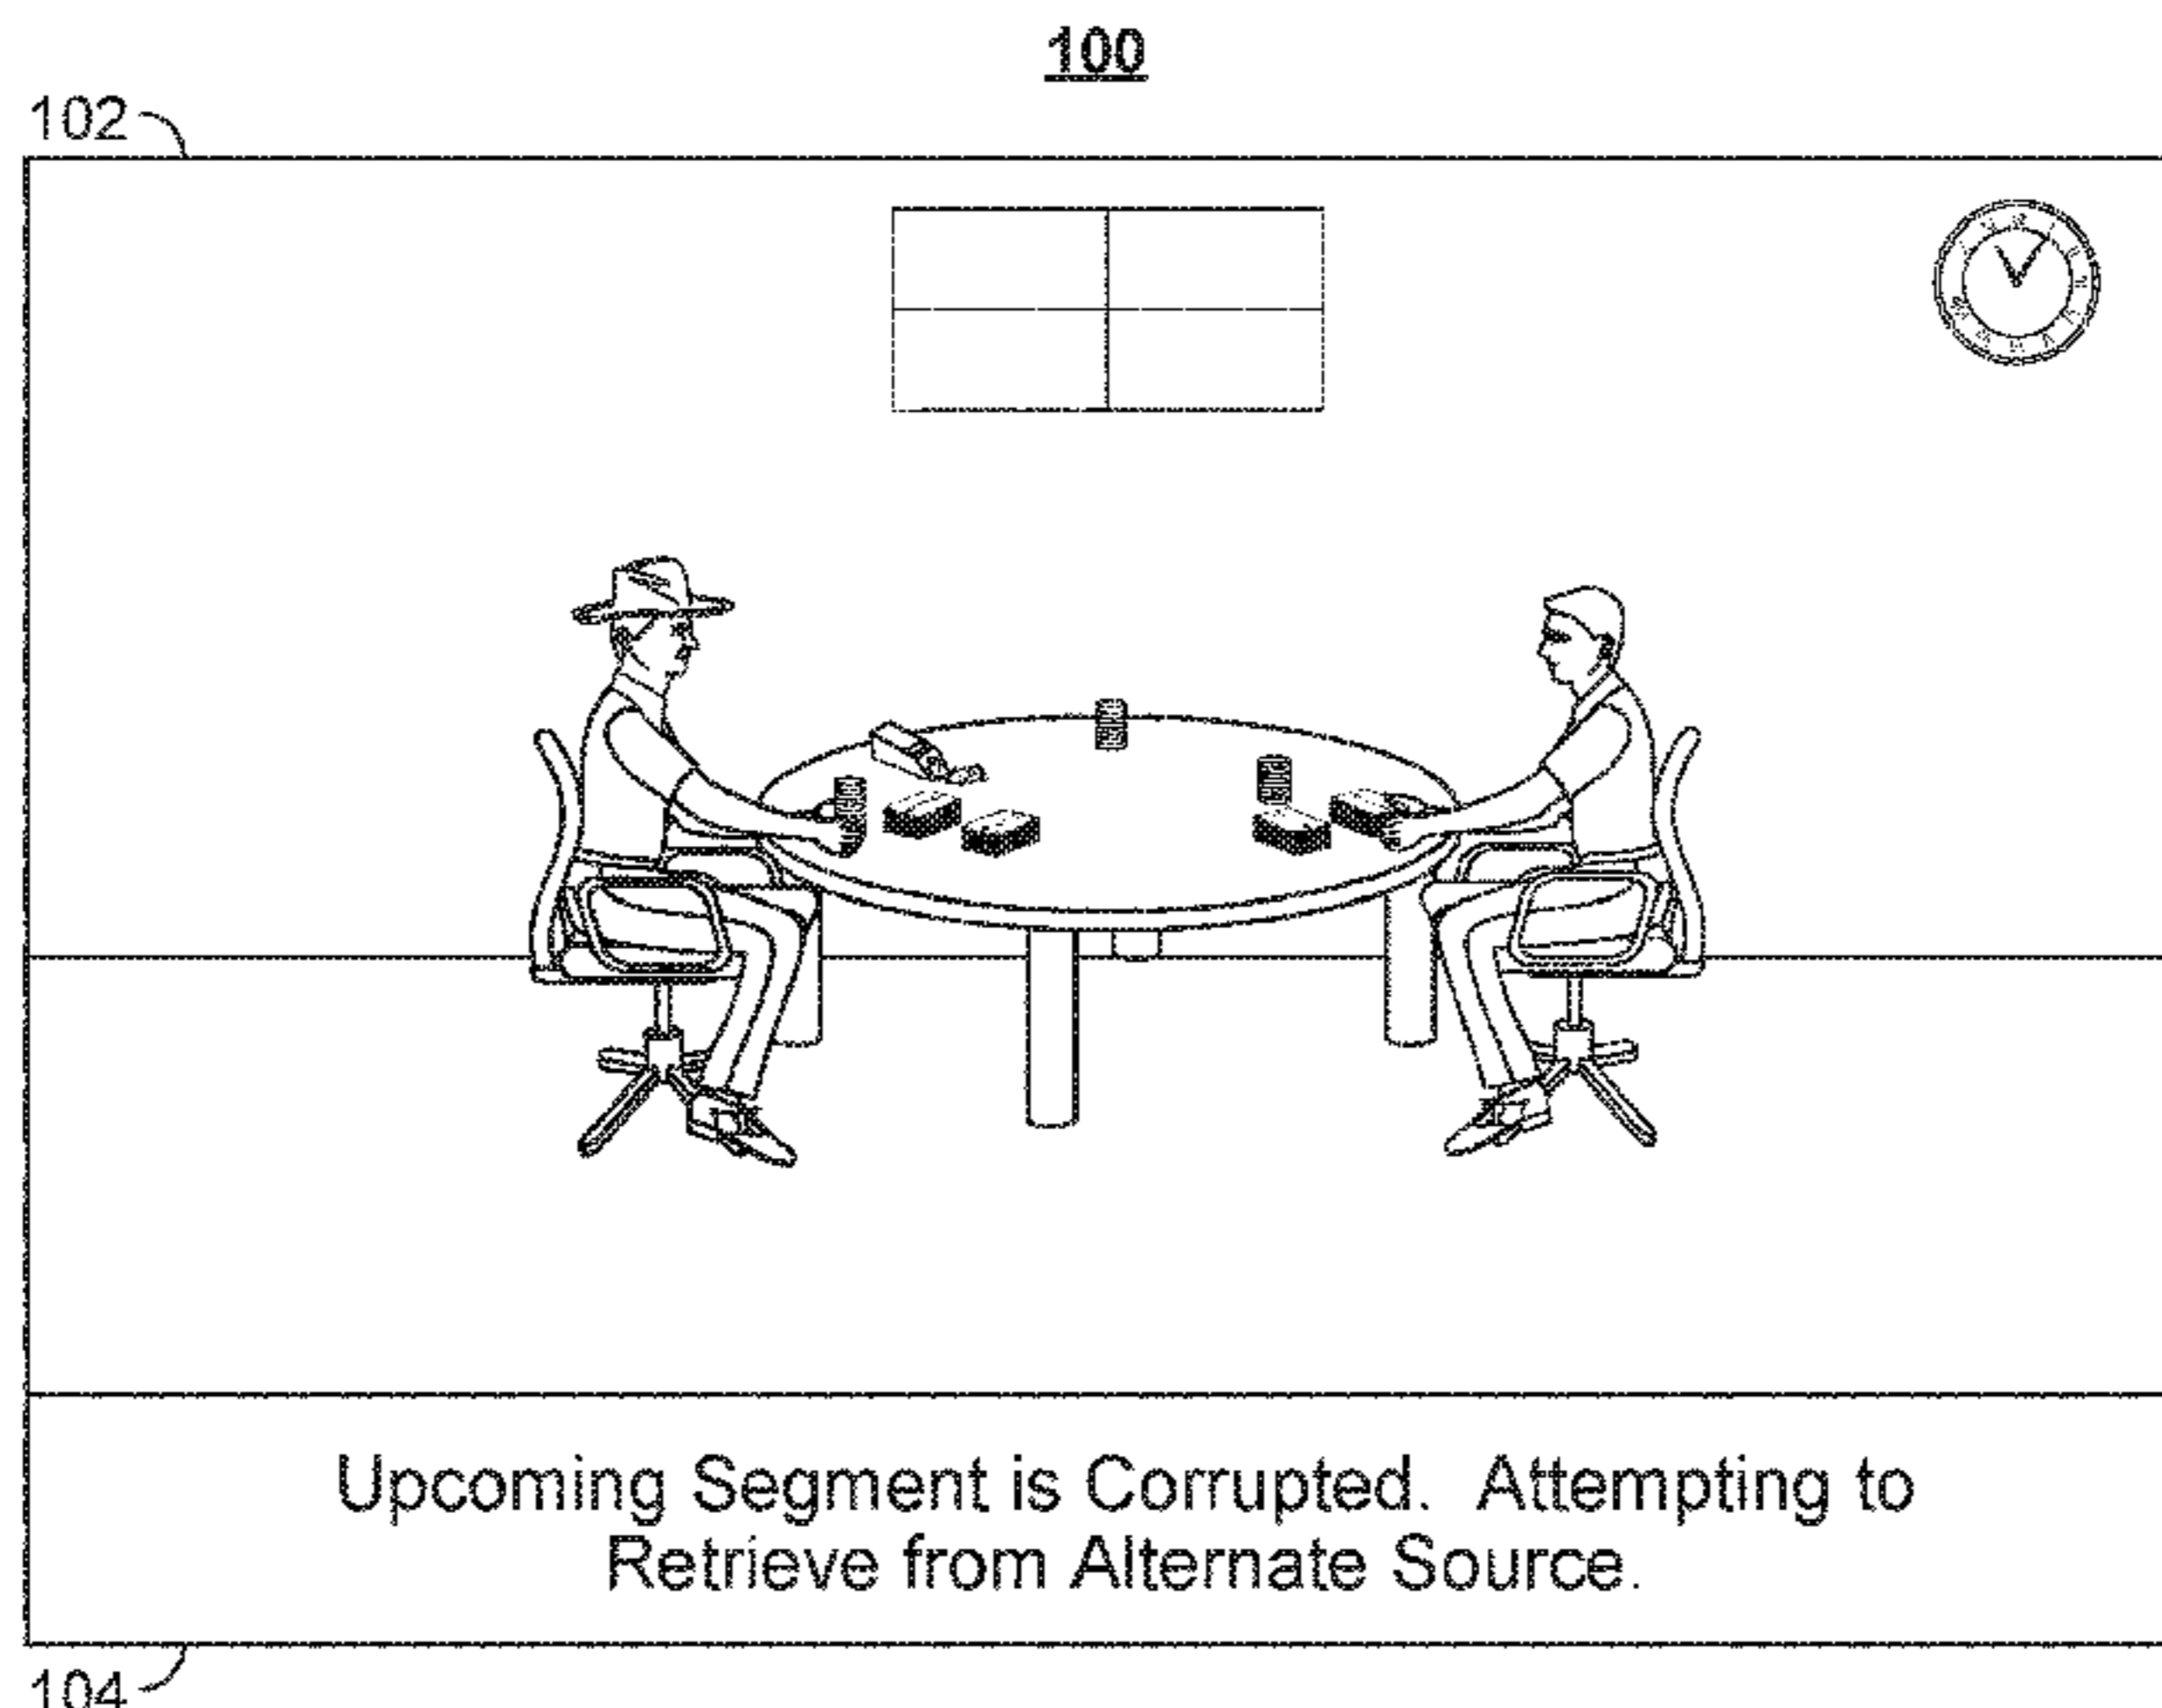 100
102
Upcoming Segment is Corrupted. Attempting to
Retrieve from Alternate Source.
104